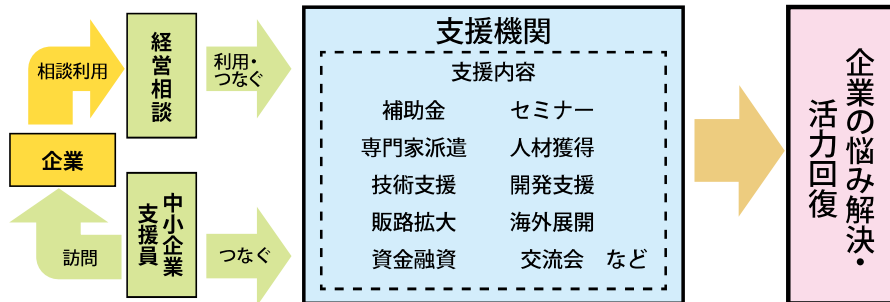 相談利用
企業
訪問
経営相談
中小企業
支援員
利用・
つなぐ
つなぐ
支援機関
支援内容
補助金 セミナー
専門家派遣 人材獲得
技術支援 開発支援
販路拡大 海外展開
資金融資 交流会 など
企業の悩み解決・
活力回復